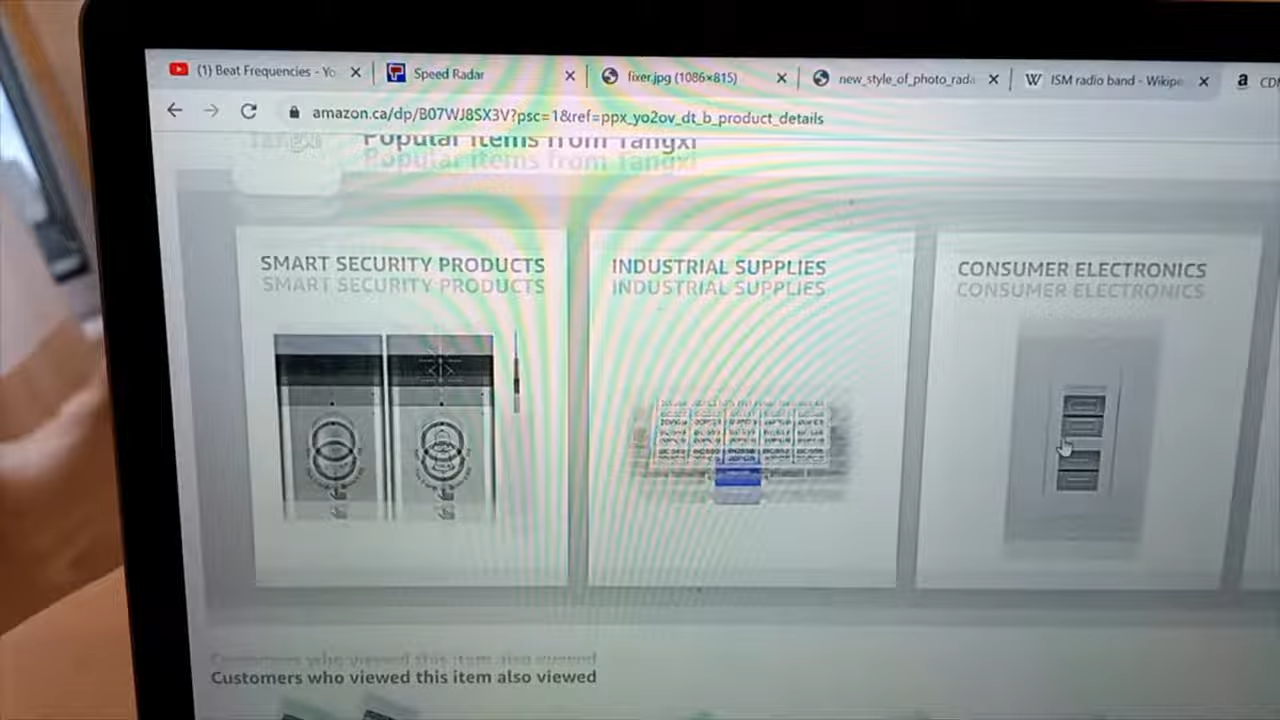 (1) Beat Frequencies - Yo
Speed Radar
fixer.jpg (1086×815)
new_style_of_photo_rada
ISM radio band - Wikipe
amazon.ca/dp/B07WJ8SX3V?psc=1&ref=ppx_yo2ov_dt_b_product_details
Popular items from Tangxi
SMART SECURITY PRODUCTS
INDUSTRIAL SUPPLIES
CONSUMER ELECTRONICS
Customers who viewed this item also viewed